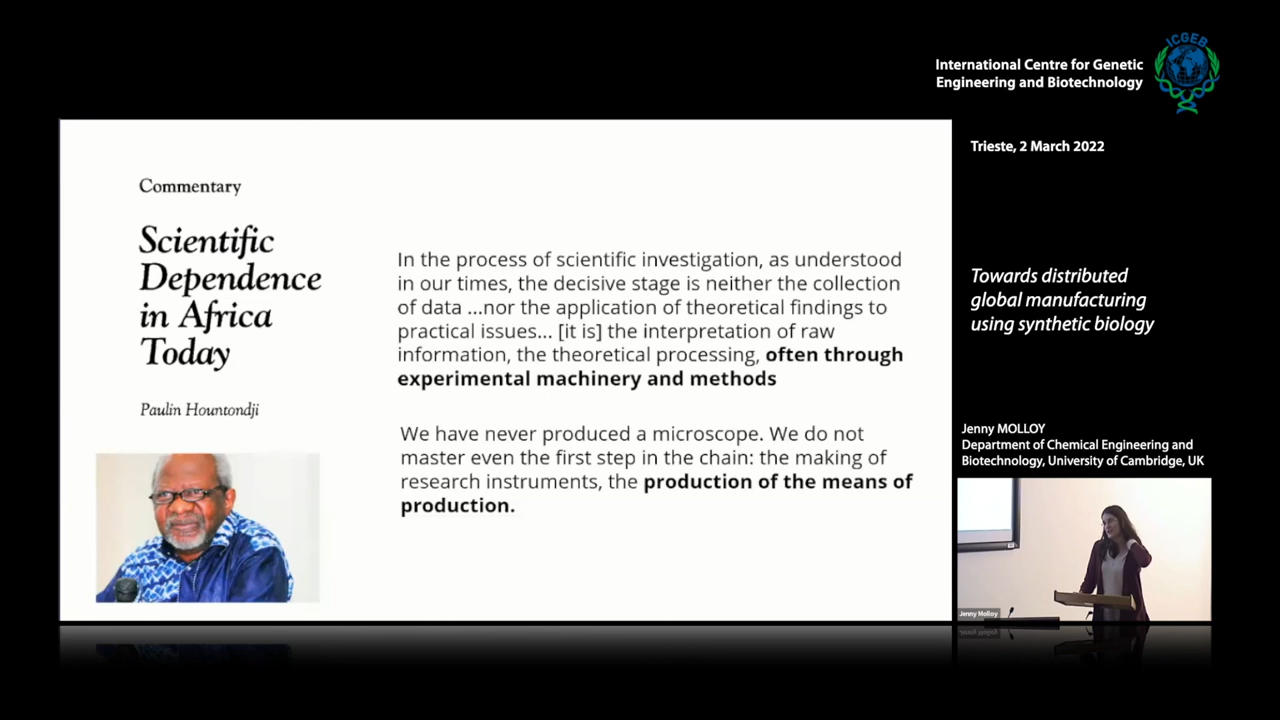 ICGEB
International Centre for Genetic
Engineering and Biotechnology
Trieste, 2 March 2022
Commentary
Scientific
Dependence
in Africa
Today
Paulin Hountondji
In the process of scientific investigation, as understood
in our times, the decisive stage is neither the collection
of data ...nor the application of theoretical findings to
practical issues... [it is] the interpretation of raw
information, the theoretical processing, often through
experimental machinery and methods
We have never produced a microscope. We do not
master even the first step in the chain: the making of
research instruments, the production of the means of
production.
Towards distributed
global manufacturing
using synthetic biology
Jenny MOLLOY
Department of Chemical Engineering and
Biotechnology, University of Cambridge, UK
Jenny Molloy